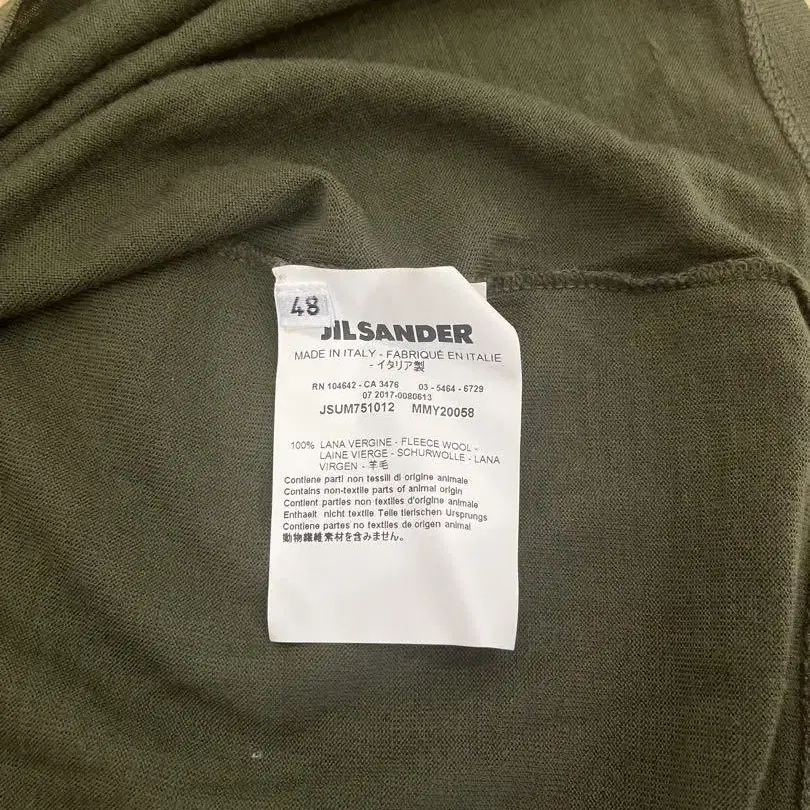 48
JIL SANDER
MADE IN ITALY - FABRIQUÉ EN ITALIE
- イタリア製
RN 104642 - CA 3476 03 - 5464 - 6729
07 2017-0080613
JSUM751012 MMY20058
100% LANA VERGINE - FLEECE WOOL -
LAINE VIERGE - SCHURWOLLE - LANA
VIRGEN - 羊毛
Contiene parti non tessili di origine animale
Contains non-textile parts of animal origin
Contient parties non textiles d'origine animale
Enthaelt nicht textile Teile tierischen Ursprungs
Contiene partes no textiles de origen animal
動物繊維素材を含みません。